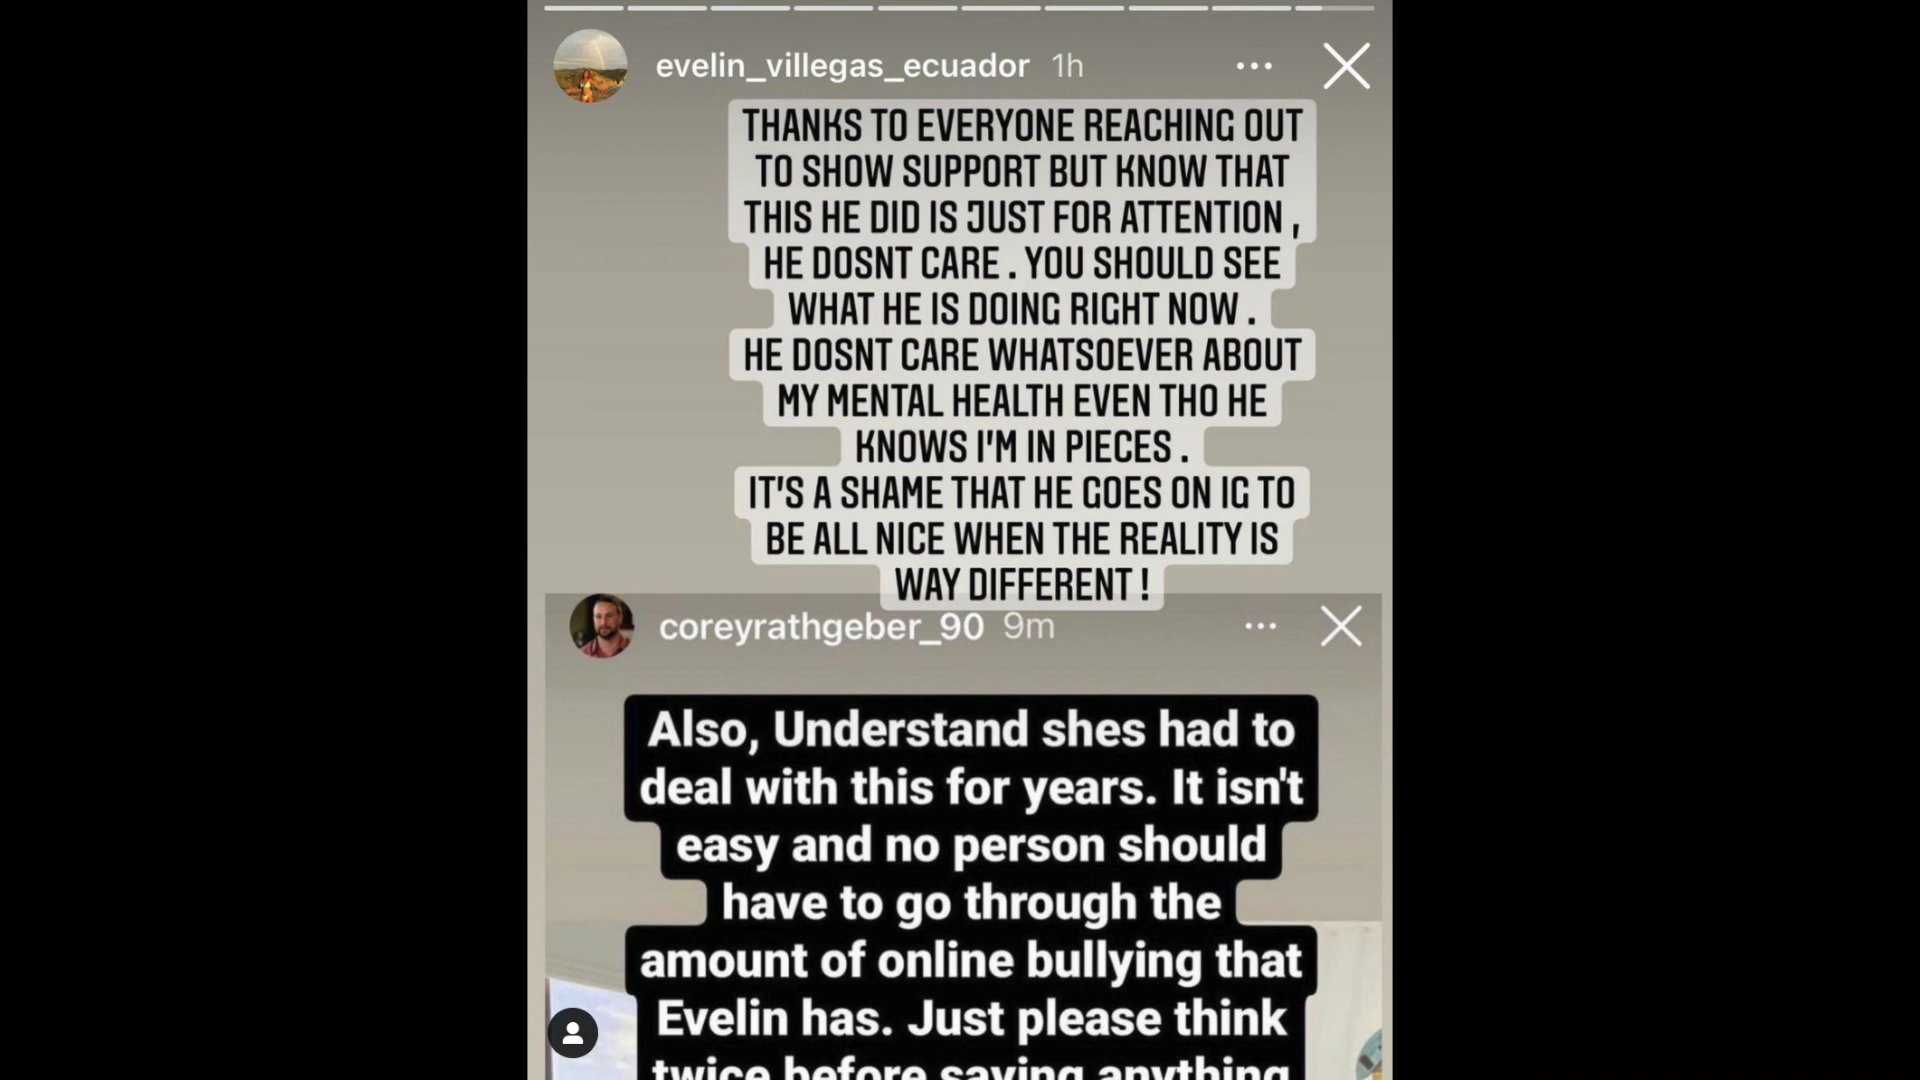 evelin_villegas_ecuador 1h
THANKS TO EVERYONE REACHING OUT
TO SHOW SUPPORT BUT KNOW THAT
THIS HE DID IS JUST FOR ATTENTION ,
HE DOSNT CARE . YOU SHOULD SEE
WHAT HE IS DOING RIGHT NOW .
HE DOSNT CARE WHATSOEVER ABOUT
MY MENTAL HEALTH EVEN THO HE
KNOWS I'M IN PIECES .
IT'S A SHAME THAT HE GOES ON IG TO
BE ALL NICE WHEN THE REALITY IS
WAY DIFFERENT !
coreyrathgeber_90 9m
Also, Understand shes had to
deal with this for years. It isn't
easy and no person should
have to go through the
amount of online bullying that
Evelin has. Just please think
twice before saying anything